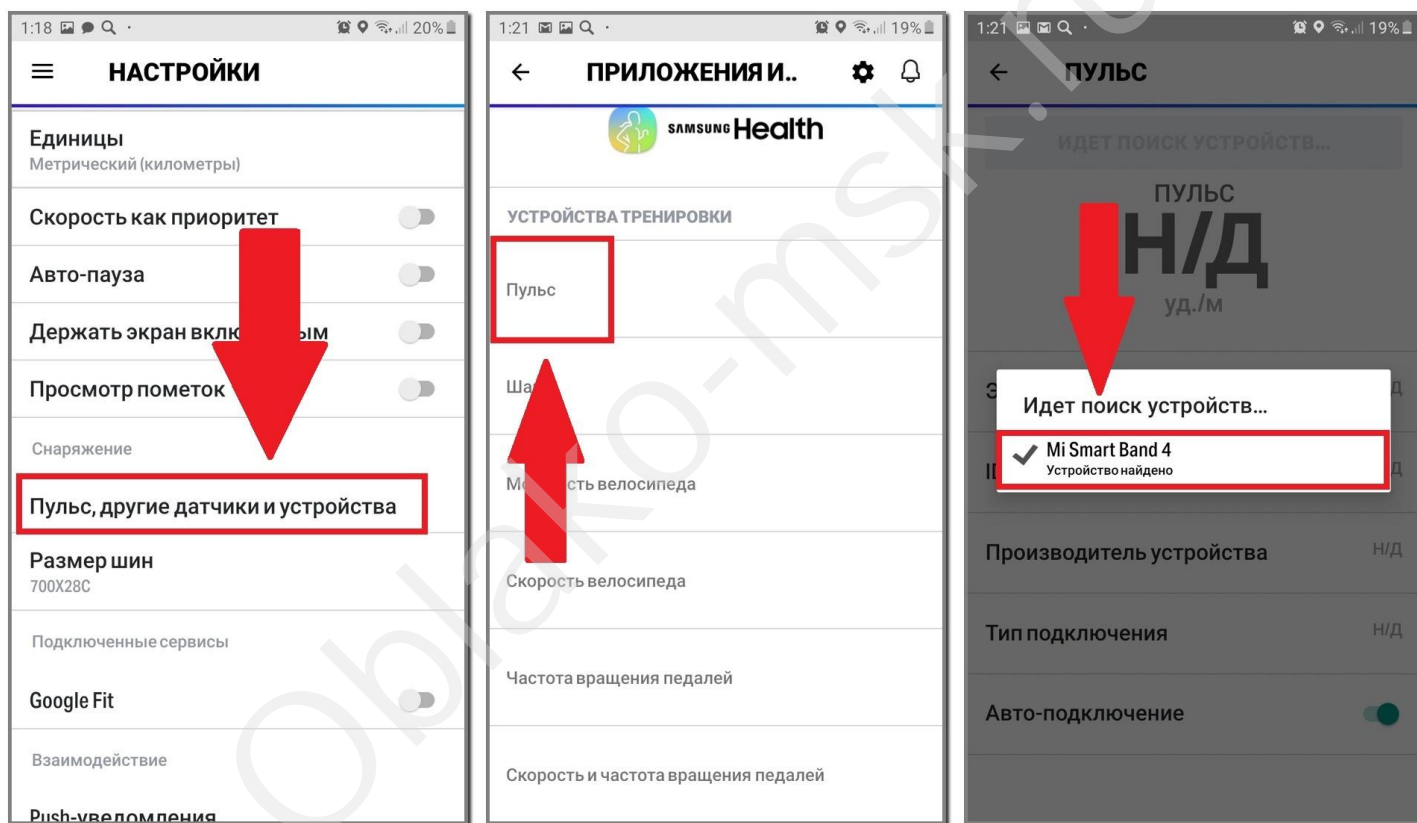 1:18
20%
НАСТРОЙКИ
Единицы
Метрический (километры)
Скорость как приоритет
Авто-пауза
Держать экран вкл ым
Просмотр пометок
Снаряжение
Пульс, другие датчики и устройства
Размер шин
700X28C
Подключенные сервисы
Google Fit
Взаимодействие
Push-уведомления
1:21
19%
ПРИЛОЖЕНИЯ И..
SAMSUNG Health
УСТРОЙСТВА ТРЕНИРОВКИ
Пульс
Ша
М сть велосипеда
Скорость велосипеда
Частота вращения педалей
Скорость и частота вращения педалей
1:21
19%
ПУЛЬС
ИДЕТ ПОИСК УСТРОЙСТВ...
ПУЛЬС
Н/Д
уд./м
Идет поиск устройств...
Mi Smart Band 4
Устройство найдено
Производитель устройства
Н/Д
Тип подключения
Н/Д
Авто-подключение
Oblako-msk.ru